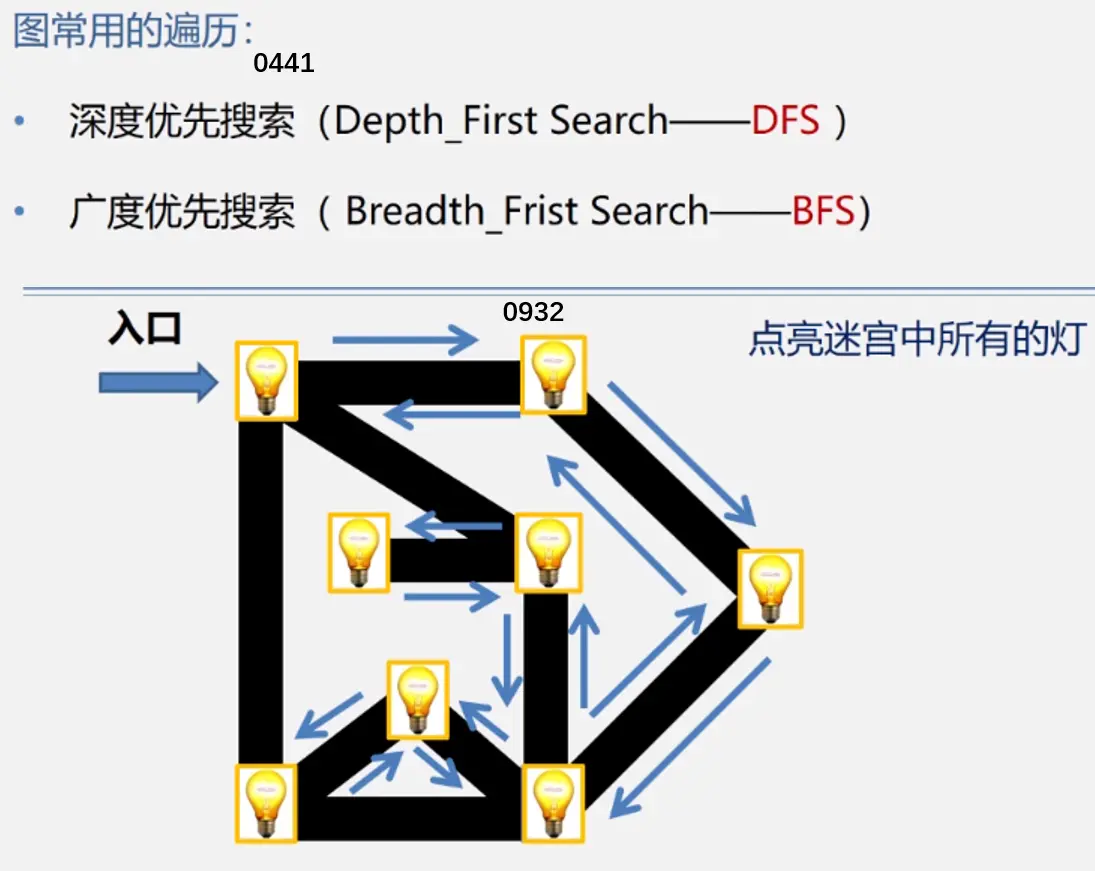 图常用的遍历：
0441
• 深度优先搜索（Depth_First Search——DFS ）
• 广度优先搜索（ Breadth_Frist Search——BFS）
0932
入口
点亮迷宫中所有的灯